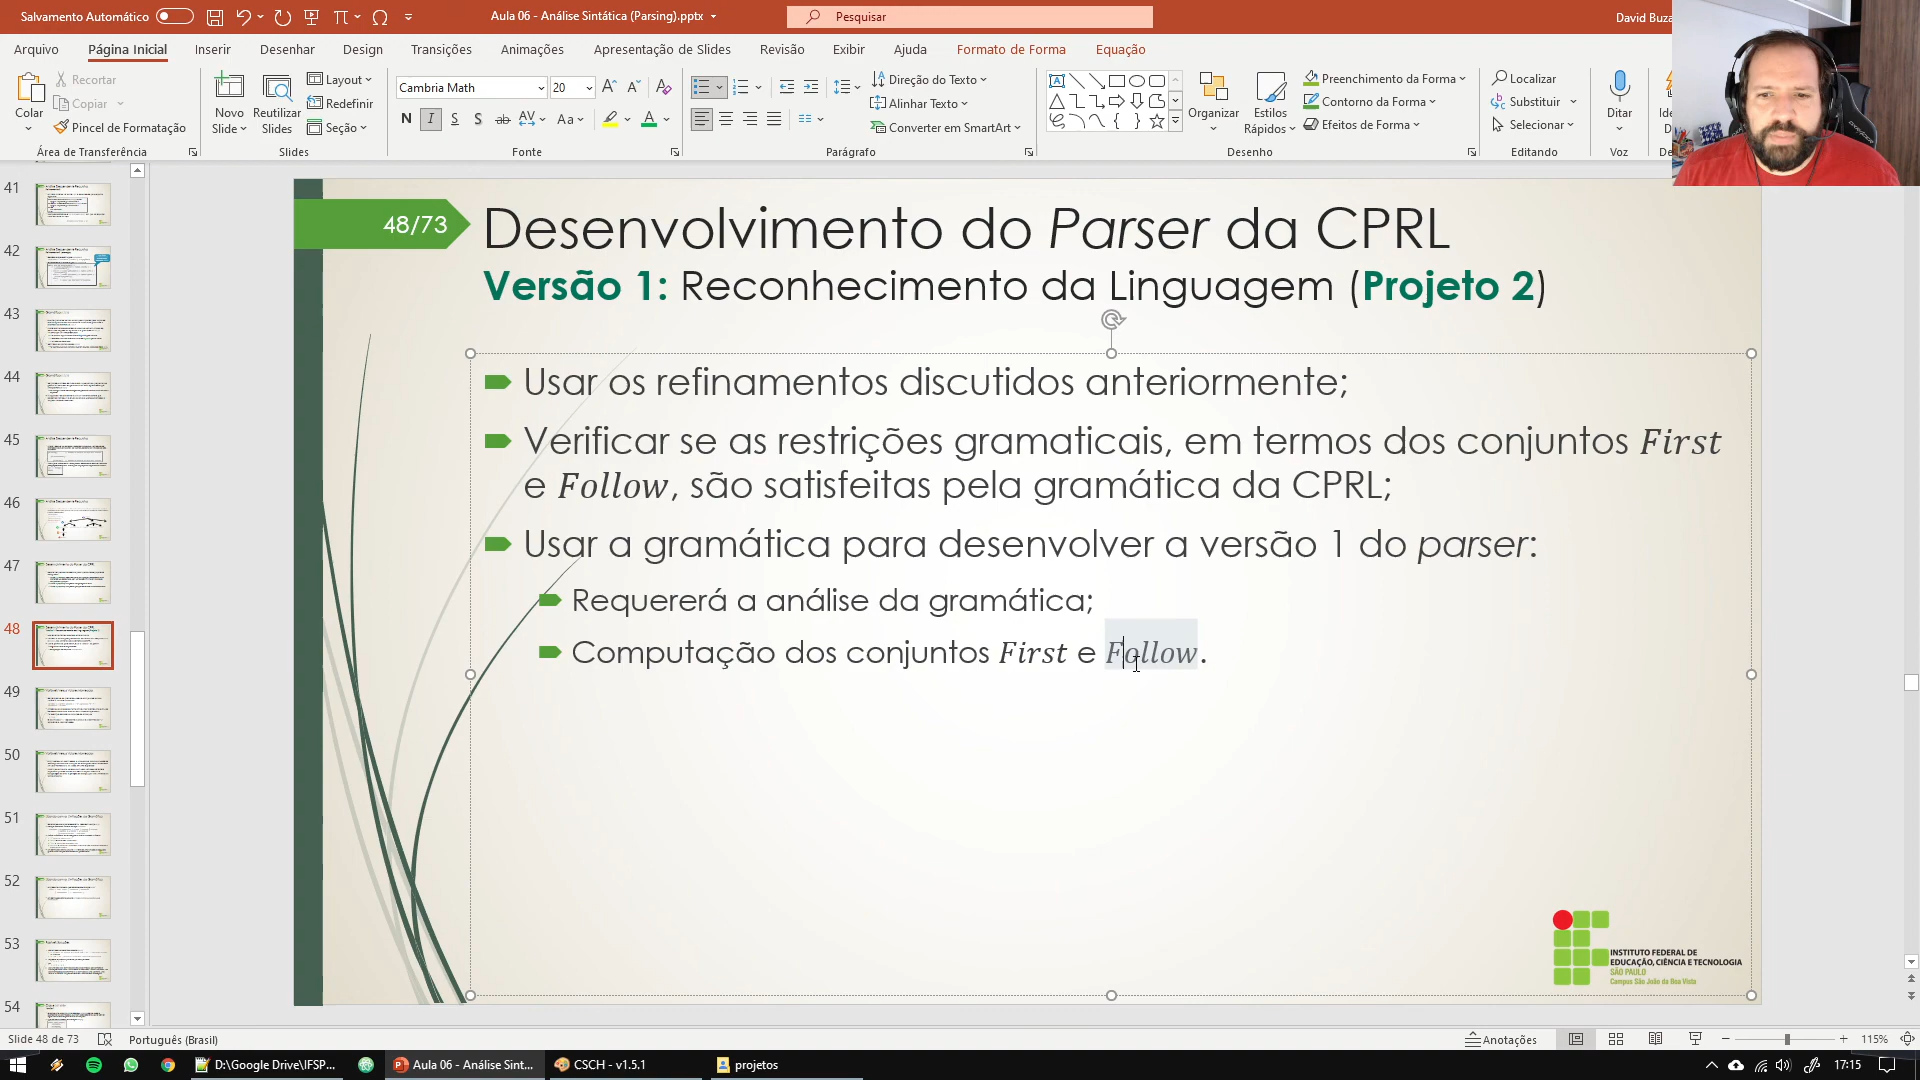 Salvamento Automático
Aula 06 - Análise Sintática (Parsing).pptx
Pesquisar
David Buza
Arquivo
Página Inicial
Inserir
Desenhar
Design
Transições
Animações
Apresentação de Slides
Revisão
Exibir
Ajuda
Formato de Forma
Equação
Colar
Recortar
Copiar
Pincel de Formatação
Área de Transferência
Novo
Slide
Reutilizar
Slides
Layout
Redefinir
Seção
Slides
Cambria Math
20
N I S S ab AV Aa A
Fonte
Direção do Texto
Alinhar Texto
Converter em SmartArt
Parágrafo
Organizar
Estilos
Rápidos
Preenchimento da Forma
Contorno da Forma
Efeitos de Forma
Desenho
Localizar
Substituir
Selecionar
Editando
Ditar
Voz
41
42
43
44
45
46
47
48
49
50
51
52
53
54
48/73
Desenvolvimento do Parser da CPRL
Versão 1: Reconhecimento da Linguagem (Projeto 2)
Usar os refinamentos discutidos anteriormente;
Verificar se as restrições gramaticais, em termos dos conjuntos First
e Follow, são satisfeitas pela gramática da CPRL;
Usar a gramática para desenvolver a versão 1 do parser:
Requererá a análise da gramática;
Computação dos conjuntos First e Follow.
INSTITUTO FEDERAL DE
EDUCAÇÃO, CIÊNCIA E TECNOLOGIA
SÃO PAULO
Campus São João da Boa Vista
Slide 48 de 73
Português (Brasil)
Anotações
115%
D:\Google Drive\IFSP...
Aula 06 - Análise Sint...
CSCH - v1.5.1
projetos
17:15